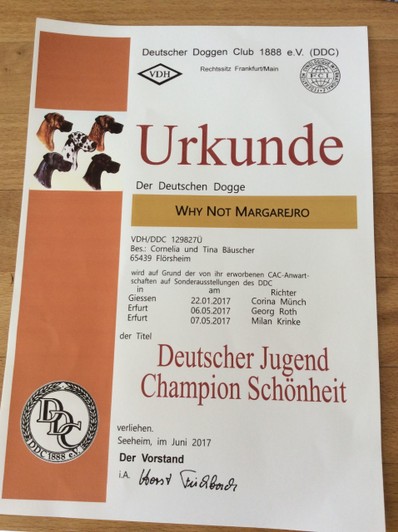 Deutscher Doggen Club 1888 e.V. (DDC)
VDH
Rechtssitz Frankfurt/Main
F.C.I.
Urkunde
Der Deutschen Dogge
WHY NOT MARGAREJRO
VDH/DDC 129827Ü
Bes.: Cornelia und Tina Bäuscher
65439 Flörsheim
wird auf Grund der von ihr erworbenen CAC-Anwart-
schaften auf Sonderausstellungen des DDC
in am Richter
Giessen 22.01.2017 Corina Münch
Erfurt 06.05.2017 Georg Roth
Erfurt 07.05.2017 Milan Krinke
der Titel
Deutscher Jugend
Champion Schönheit
DDC
DDC 1888 e.V.
verliehen.
Seeheim, im Juni 2017
Der Vorstand
i.A. Horst